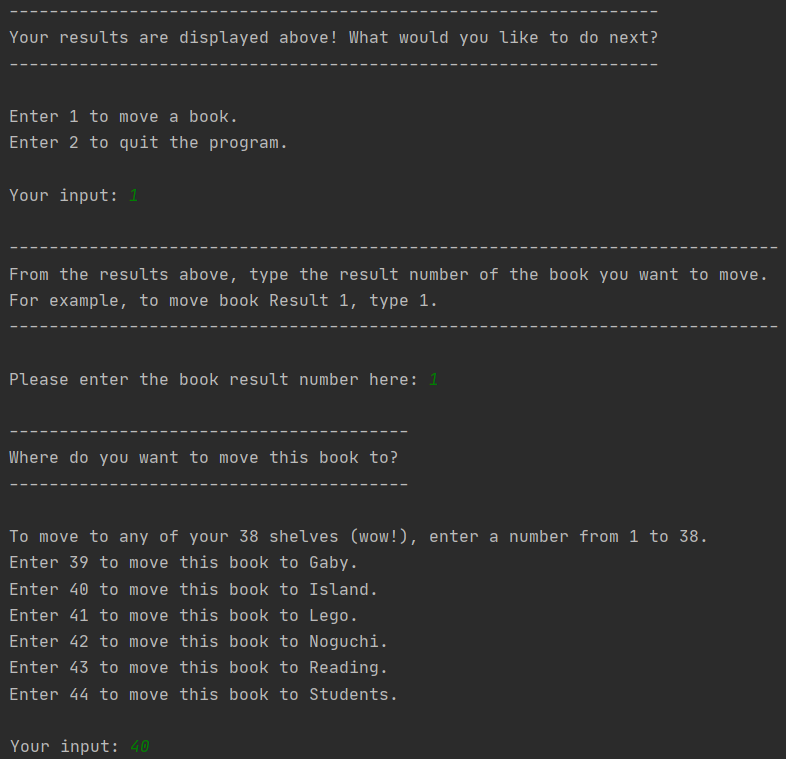 -----------------------------------------------------------------
Your results are displayed above! What would you like to do next?
-----------------------------------------------------------------
Enter 1 to move a book.
Enter 2 to quit the program.
Your input: 1
-----------------------------------------------------------------------------
From the results above, type the result number of the book you want to move.
For example, to move book Result 1, type 1.
-----------------------------------------------------------------------------
Please enter the book result number here: 1
----------------------------------------
Where do you want to move this book to?
----------------------------------------
To move to any of your 38 shelves (wow!), enter a number from 1 to 38.
Enter 39 to move this book to Gaby.
Enter 40 to move this book to Island.
Enter 41 to move this book to Lego.
Enter 42 to move this book to Noguchi.
Enter 43 to move this book to Reading.
Enter 44 to move this book to Students.
Your input: 40